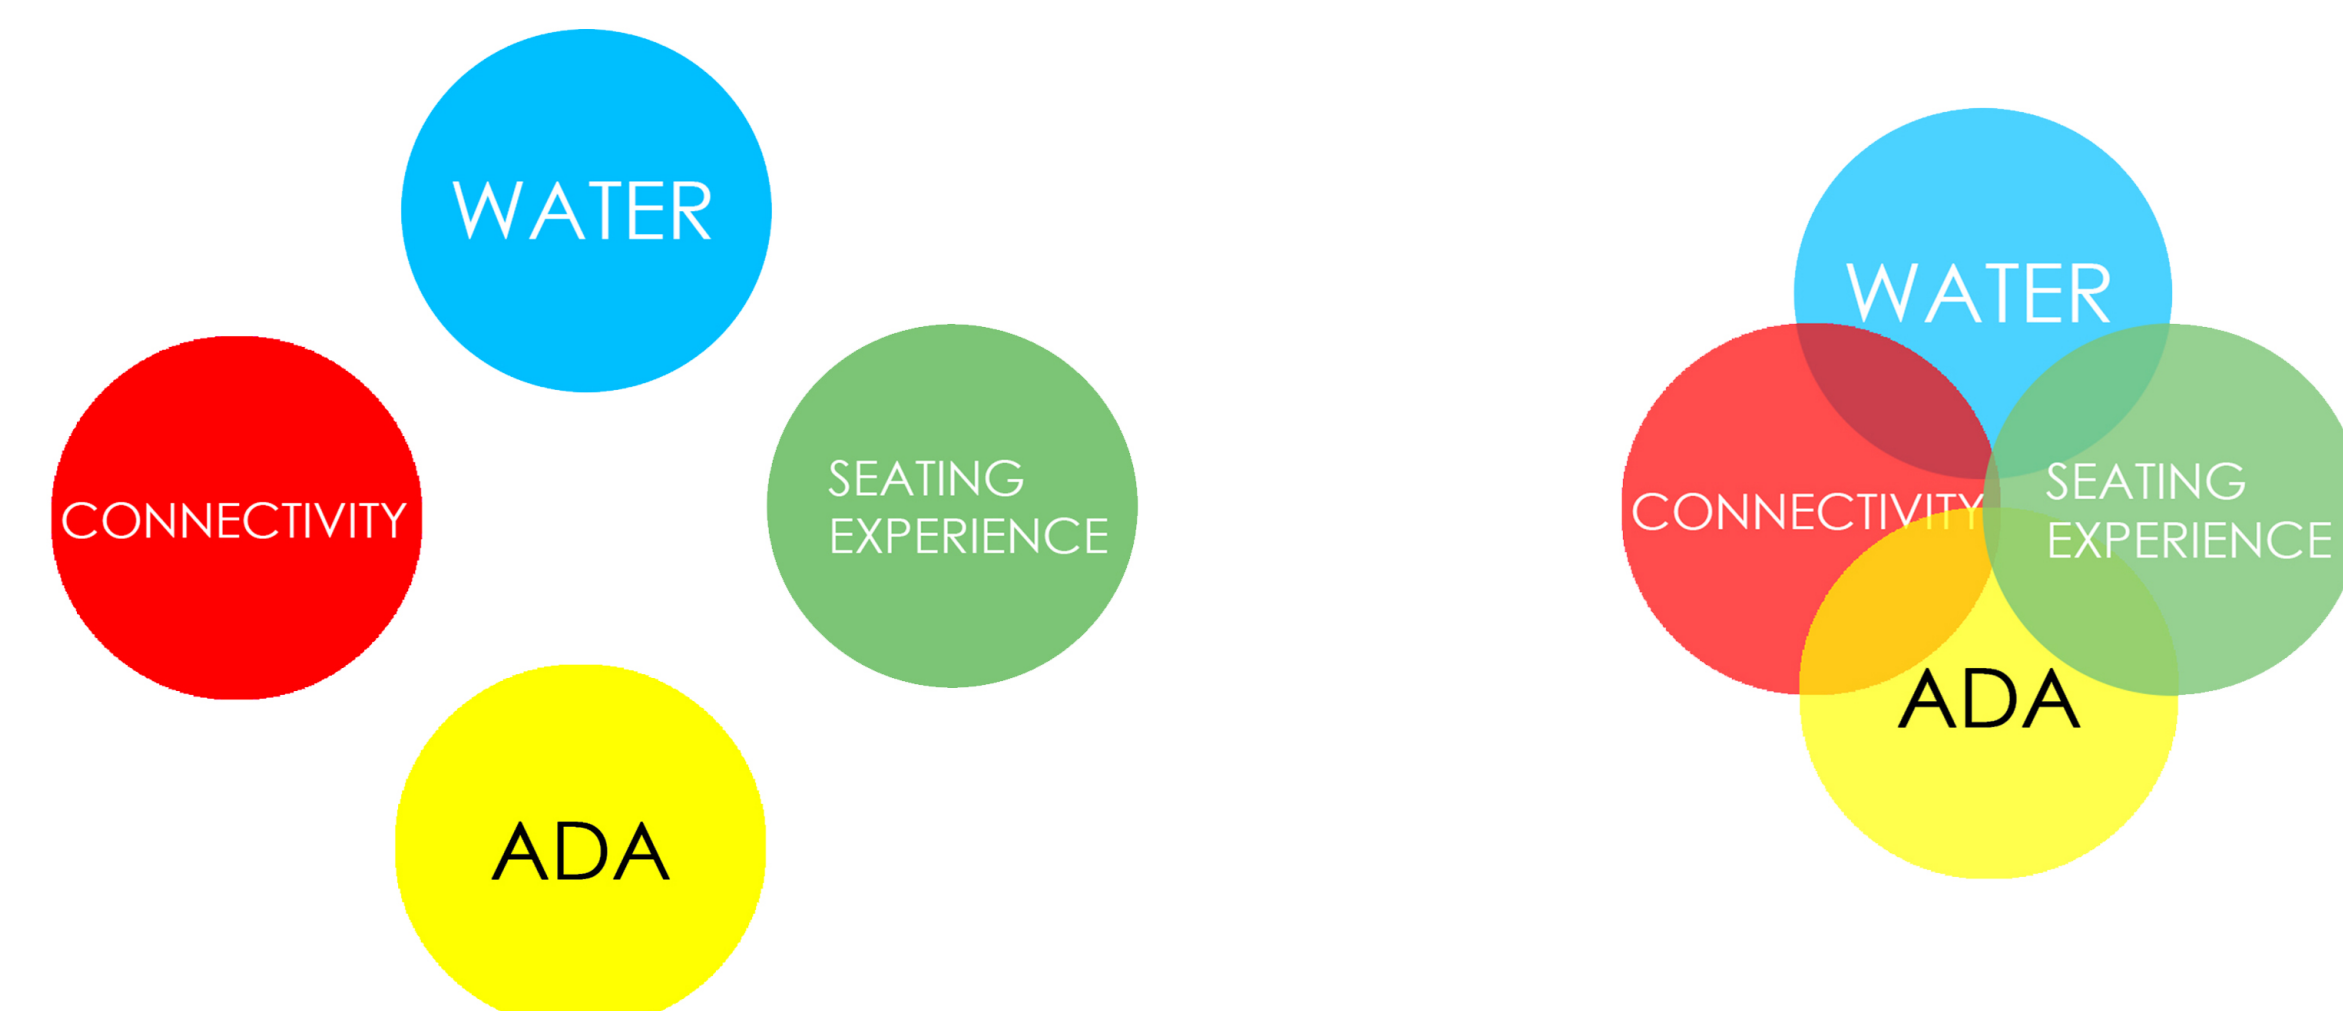 WATER
CONNECTIVITY
SEATING
EXPERIENCE
ADA
WATER
CONNECTIVITY
SEATING
EXPERIENCE
ADA